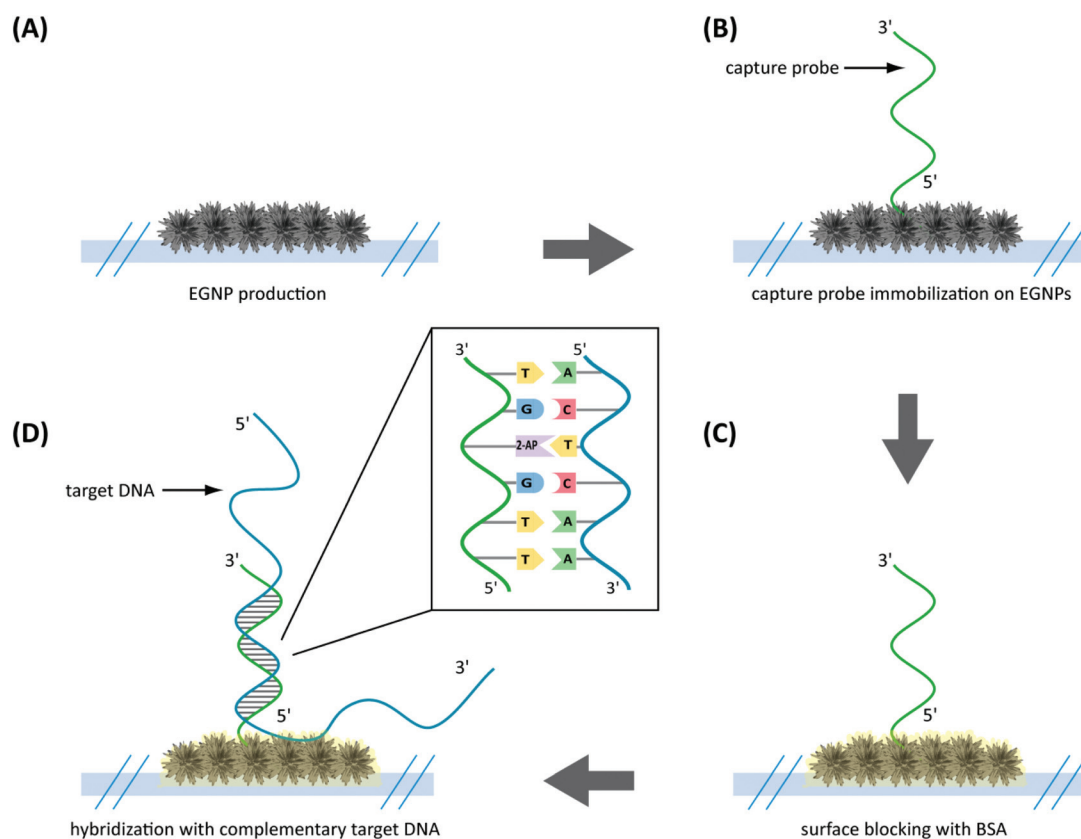 (A)
EGNP production
(B)
3'
capture probe
5'
capture probe immobilization on EGNPs
(C)
3'
5'
surface blocking with BSA
(D)
5'
target DNA
3'
5'
3'
hybridization with complementary target DNA
3' 5'
T A
G C
2-AP T
G C
T A
T A
5' 3'